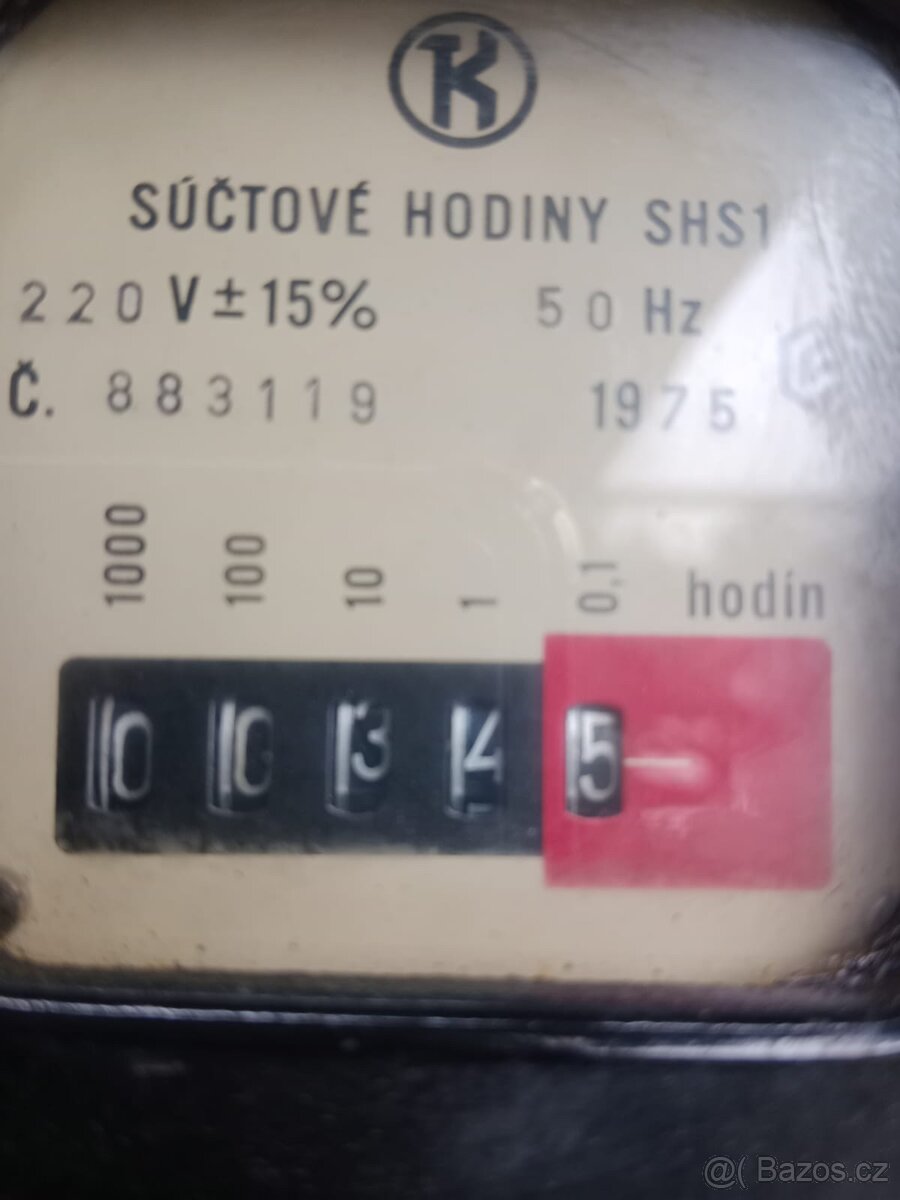 TK
SÚČTOVÉ HODINY SHS1
220 V ± 15% 50 Hz
Č. 883119 1975
1000 100 10 1 0,1 hodín
0 0 3 4 5
@( Bazos.cz